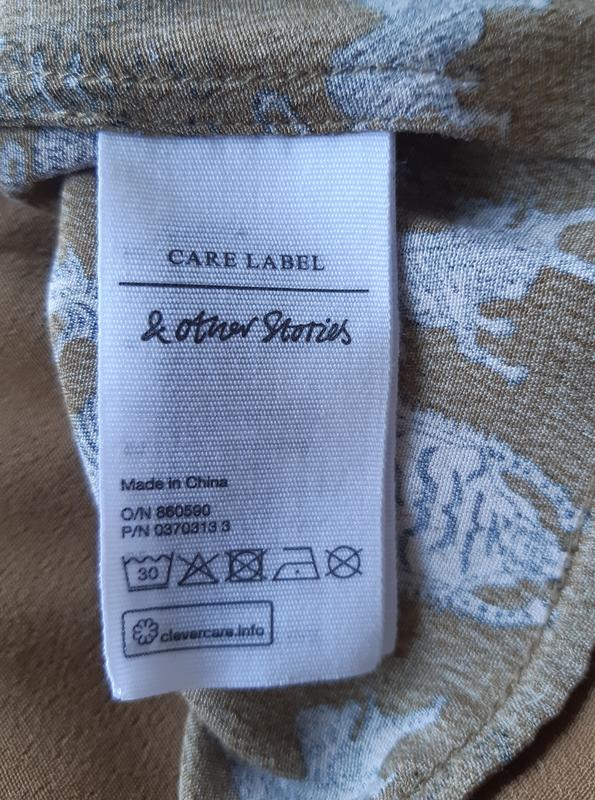 CARE LABEL
& other Stories
Made in China
O/N 860590
P/N 0370313 3
30
clevercare.info